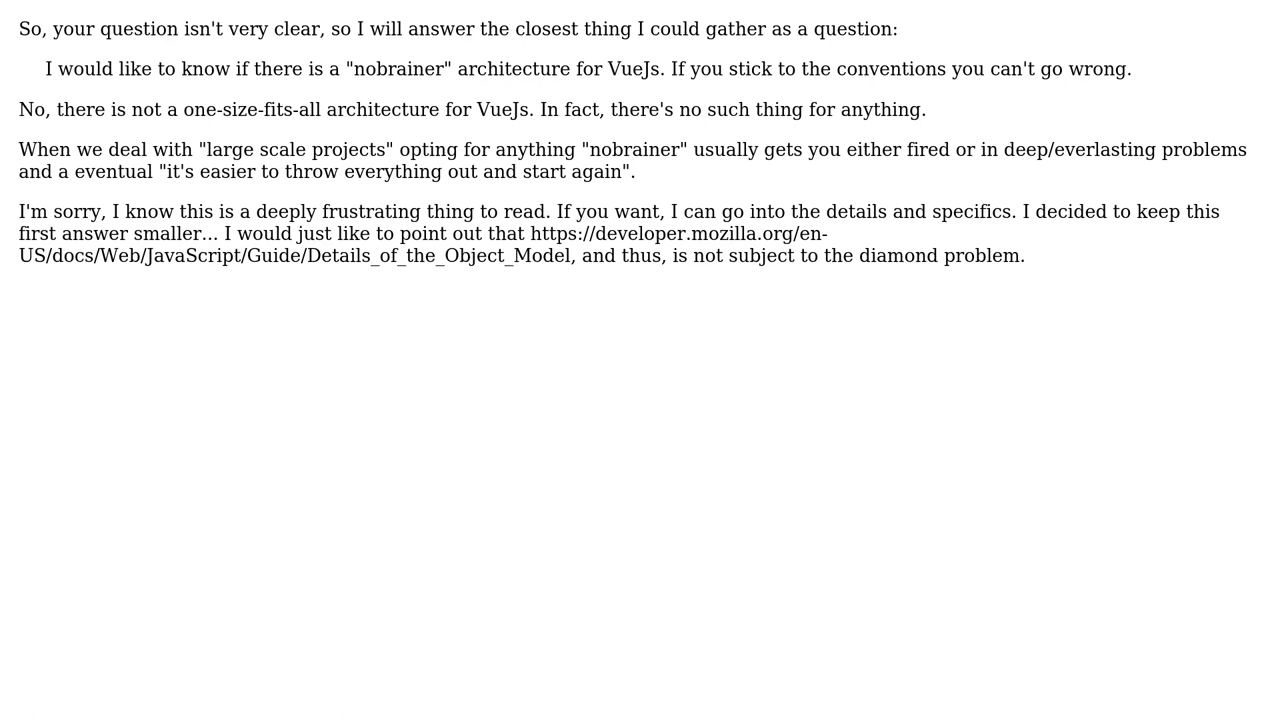 So, your question isn't very clear, so I will answer the closest thing I could gather as a question:
I would like to know if there is a "nobrainer" architecture for VueJs. If you stick to the conventions you can't go wrong.
No, there is not a one-size-fits-all architecture for VueJs. In fact, there's no such thing for anything.
When we deal with "large scale projects" opting for anything "nobrainer" usually gets you either fired or in deep/everlasting problems
and a eventual "it's easier to throw everything out and start again".
I'm sorry, I know this is a deeply frustrating thing to read. If you want, I can go into the details and specifics. I decided to keep this
first answer smaller... I would just like to point out that https://developer.mozilla.org/en-
US/docs/Web/JavaScript/Guide/Details_of_the_Object_Model, and thus, is not subject to the diamond problem.